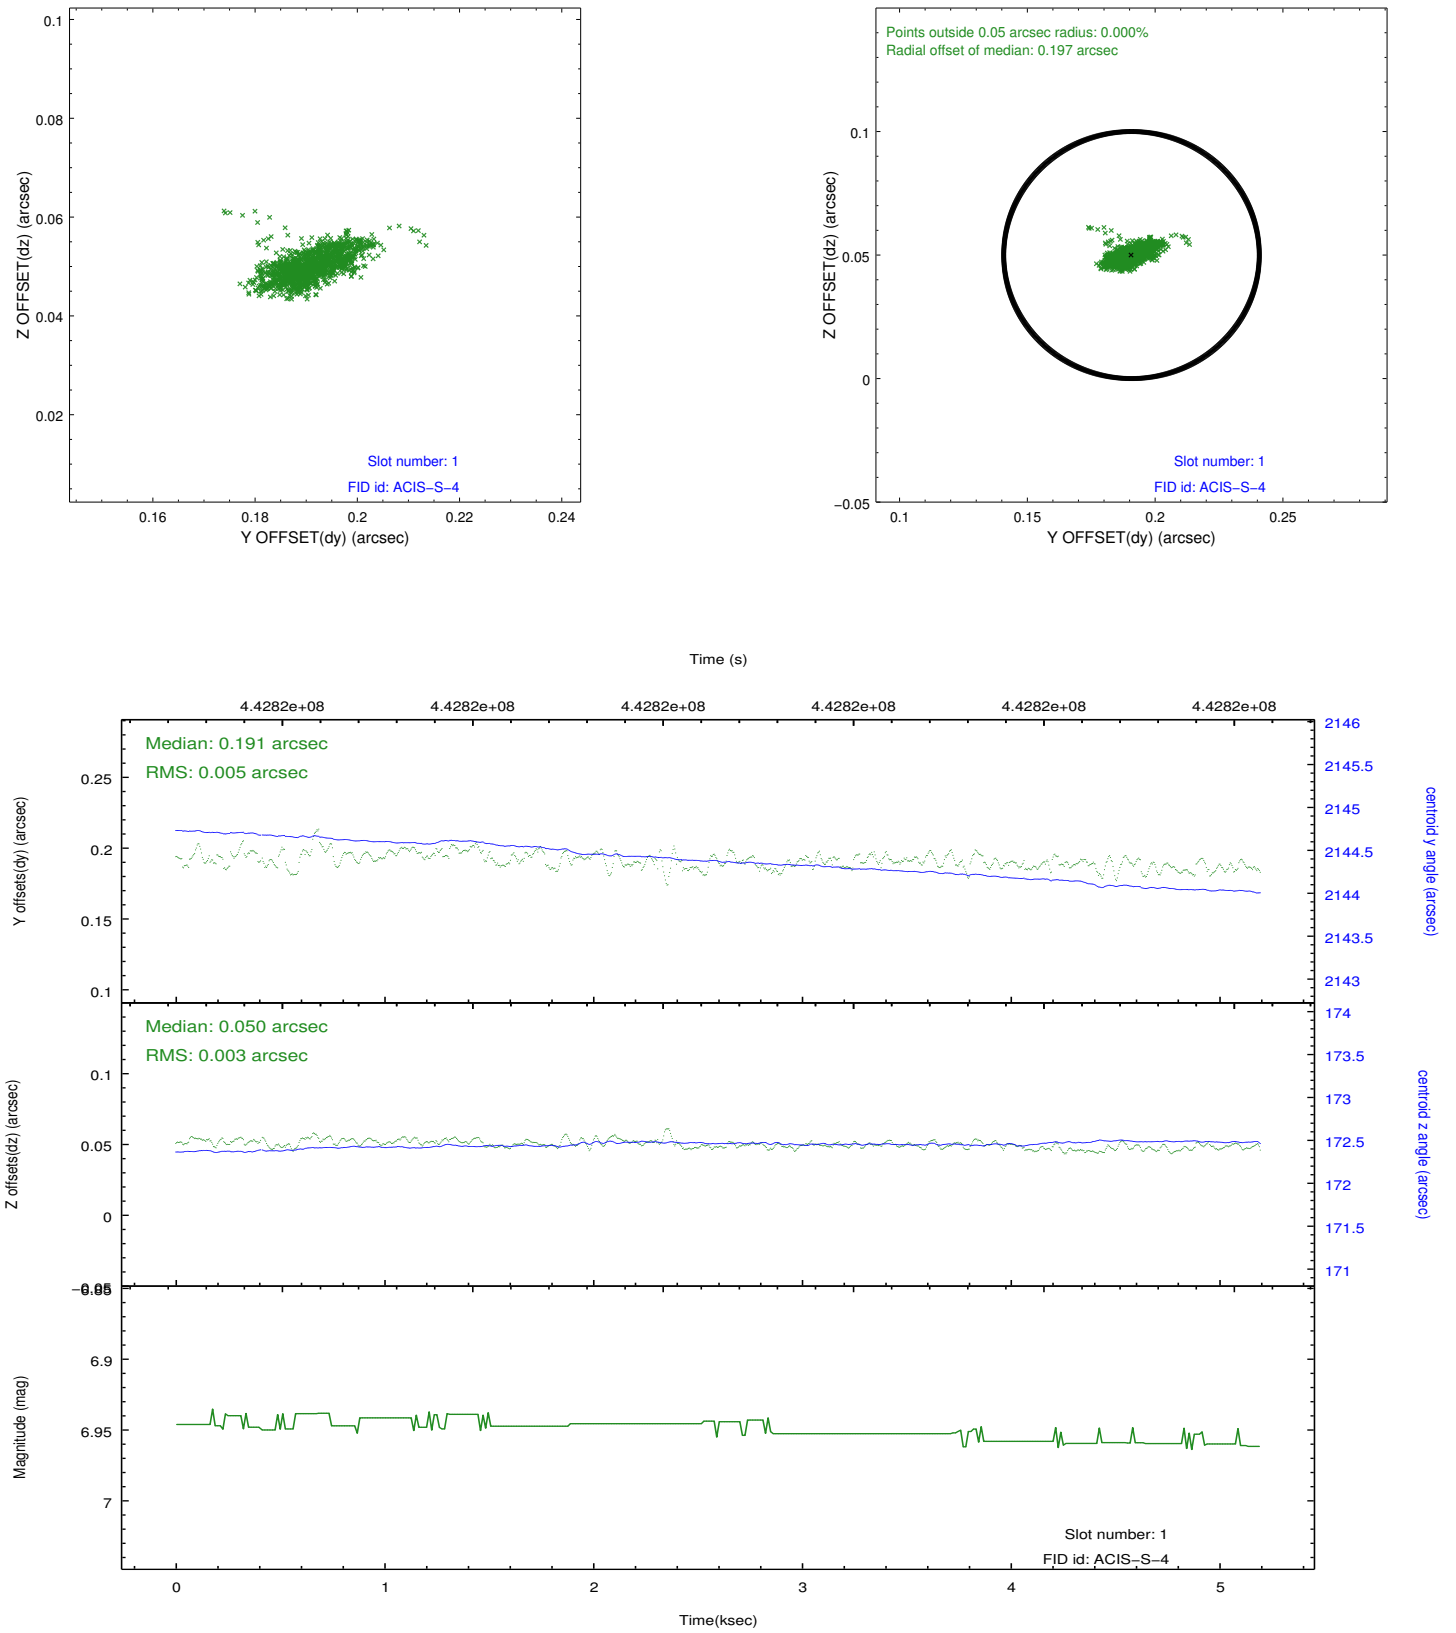 0.1
0.08
0.06
0.04
0.02
Z OFFSET(dz) (arcsec)
Slot number: 1
FID id: ACIS−S−4
0.16 0.18 0.2 0.22 0.24
Y OFFSET(dy) (arcsec)
Points outside 0.05 arcsec radius: 0.000%
Radial offset of median: 0.197 arcsec
0.1
0.05
0
−0.05
Z OFFSET(dz) (arcsec)
Slot number: 1
FID id: ACIS−S−4
0.1 0.15 0.2 0.25
Y OFFSET(dy) (arcsec)
Time (s)
4.4282e+08 4.4282e+08 4.4282e+08 4.4282e+08 4.4282e+08 4.4282e+08
Median: 0.191 arcsec
RMS: 0.005 arcsec
0.25
0.2
0.15
0.1
Y offsets(dy) (arcsec)
2146
2145.5
2145
2144.5
2144
2143.5
2143
centroid y angle (arcsec)
Median: 0.050 arcsec
RMS: 0.003 arcsec
0.1
0.05
0
−0.05
Z offsets(dz) (arcsec)
174
173.5
173
172.5
172
171.5
171
centroid z angle (arcsec)
6.85
6.9
6.95
7
Magnitude (mag)
Slot number: 1
FID id: ACIS−S−4
0 1 2 3 4 5
Time(ksec)